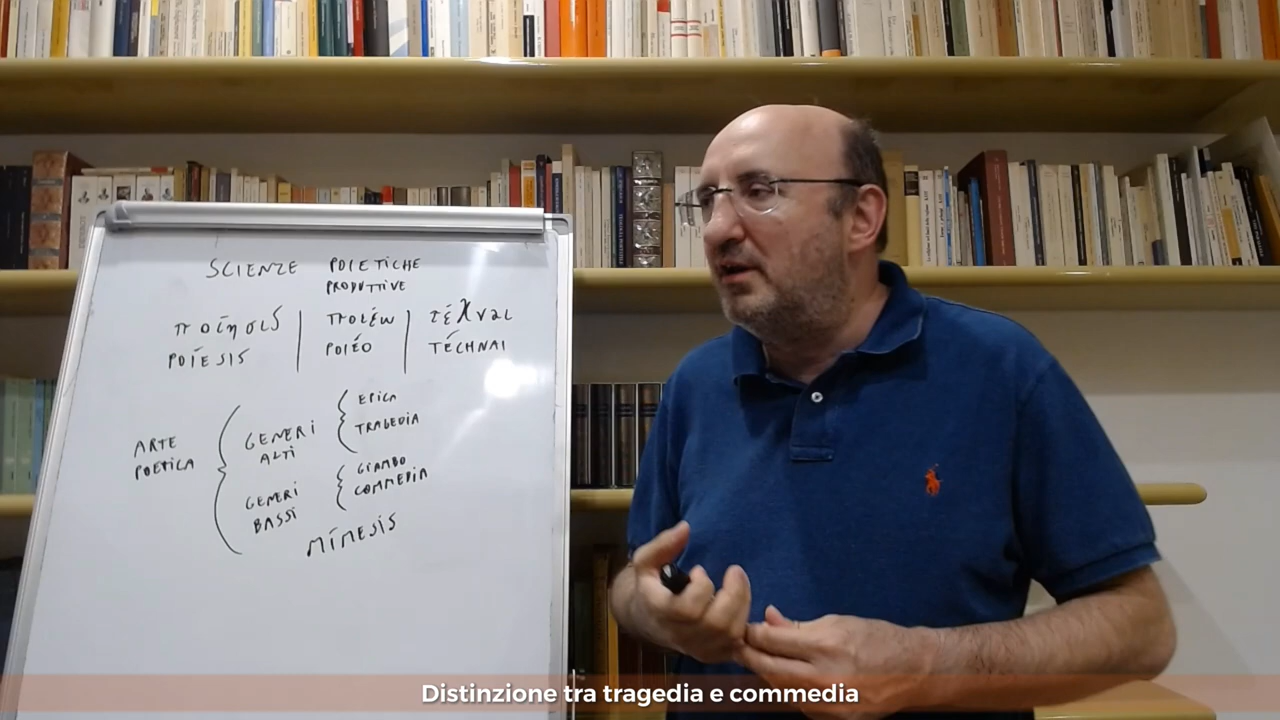 SCIENZE POIETICHE
PRODUTTIVE
ποίησις | ποιέω | τέχναι
POÍESIS | POIÉO | TÉCHNAI
ARTE
POETICA
GENERI
ALTI
EPICA
TRAGEDIA
GENERI
BASSI
GIAMBO
COMMEDIA
MÍMESIS
Distinzione tra tragedia e commedia